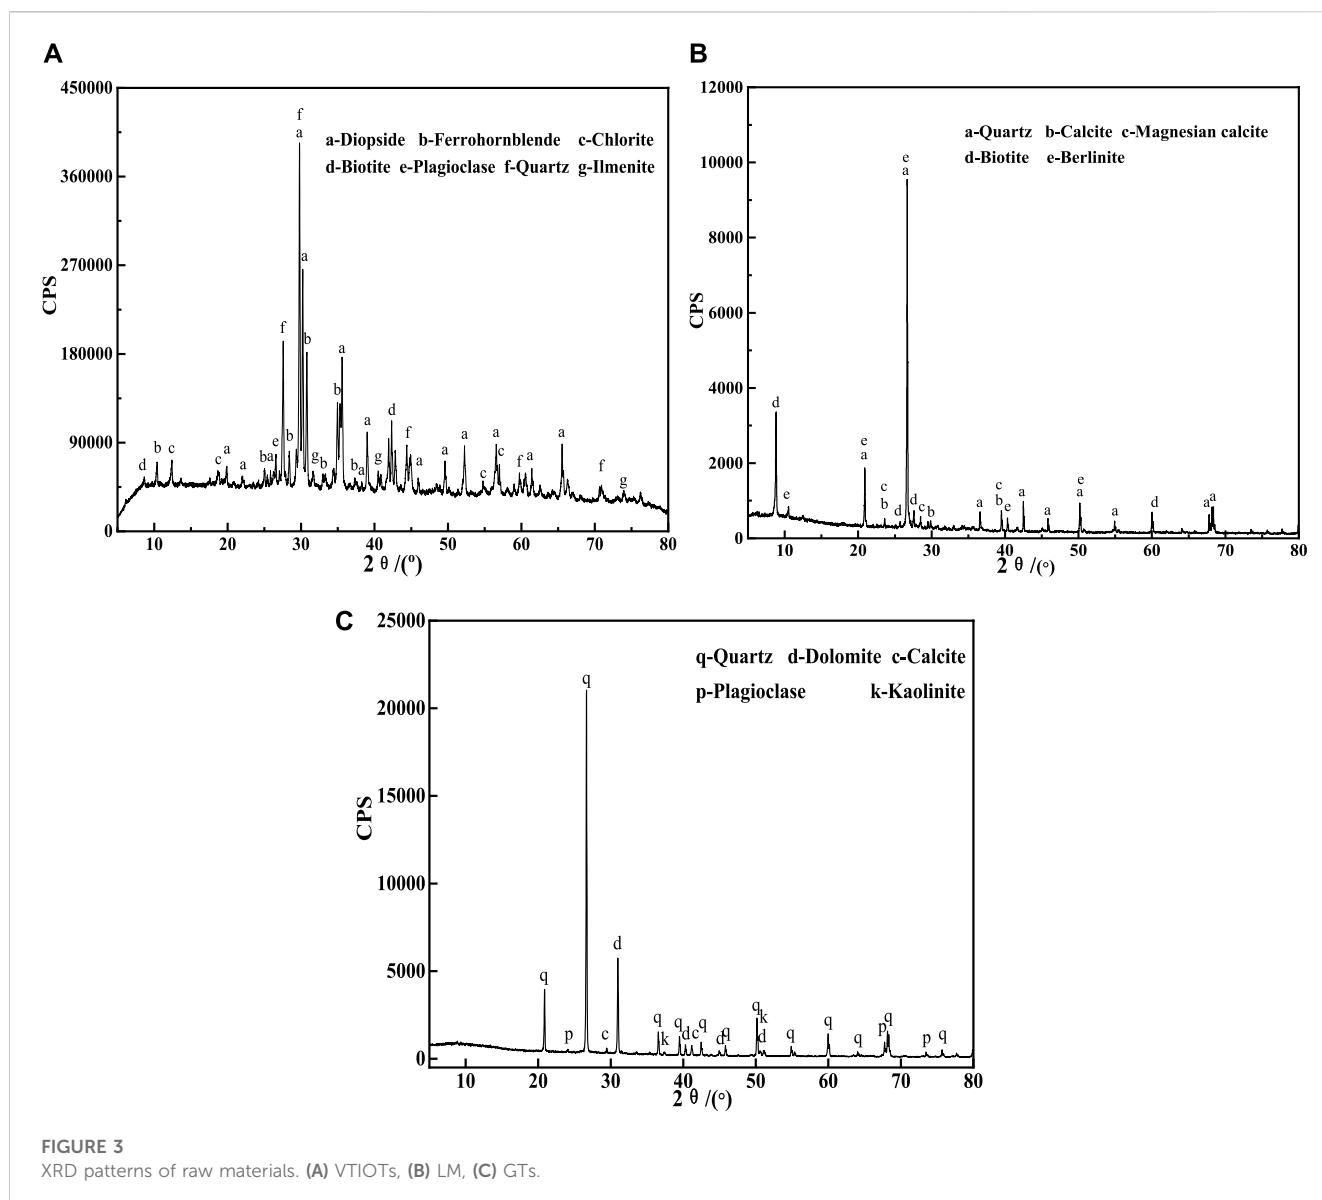 A
450000
360000
270000
180000
90000
0
CPS
a-Diopside b-Ferrohornblende c-Chlorite
d-Biotite e-Plagioclase f-Quartz g-Ilmenite
f
a
a
f
b
a
b
d
b
c
d
c
a
a
b
a
e
b
g
b
b
a
a
g
f
a
a
a
a
c
c
f
a
a
f
g
10 20 30 40 50 60 70 80
2 θ /(°)
B
12000
10000
8000
6000
4000
2000
0
CPS
a-Quartz b-Calcite c-Magnesian calcite
d-Biotite e-Berlinite
e
a
d
e
e
a
c
b
d
d
c
b
a
c
b
e
a
a
e
a
a
d
a
a
10 20 30 40 50 60 70 80
2 θ /(°)
C
25000
20000
15000
10000
5000
0
CPS
q-Quartz d-Dolomite c-Calcite
p-Plagioclase k-Kaolinite
q
q
p
c
d
q
k
q
d
c
q
d
q
q
k
d
q
q
q
p
q
p
q
10 20 30 40 50 60 70 80
2 θ /(°)
FIGURE 3
XRD patterns of raw materials. (A) VTIOTs, (B) LM, (C) GTs.